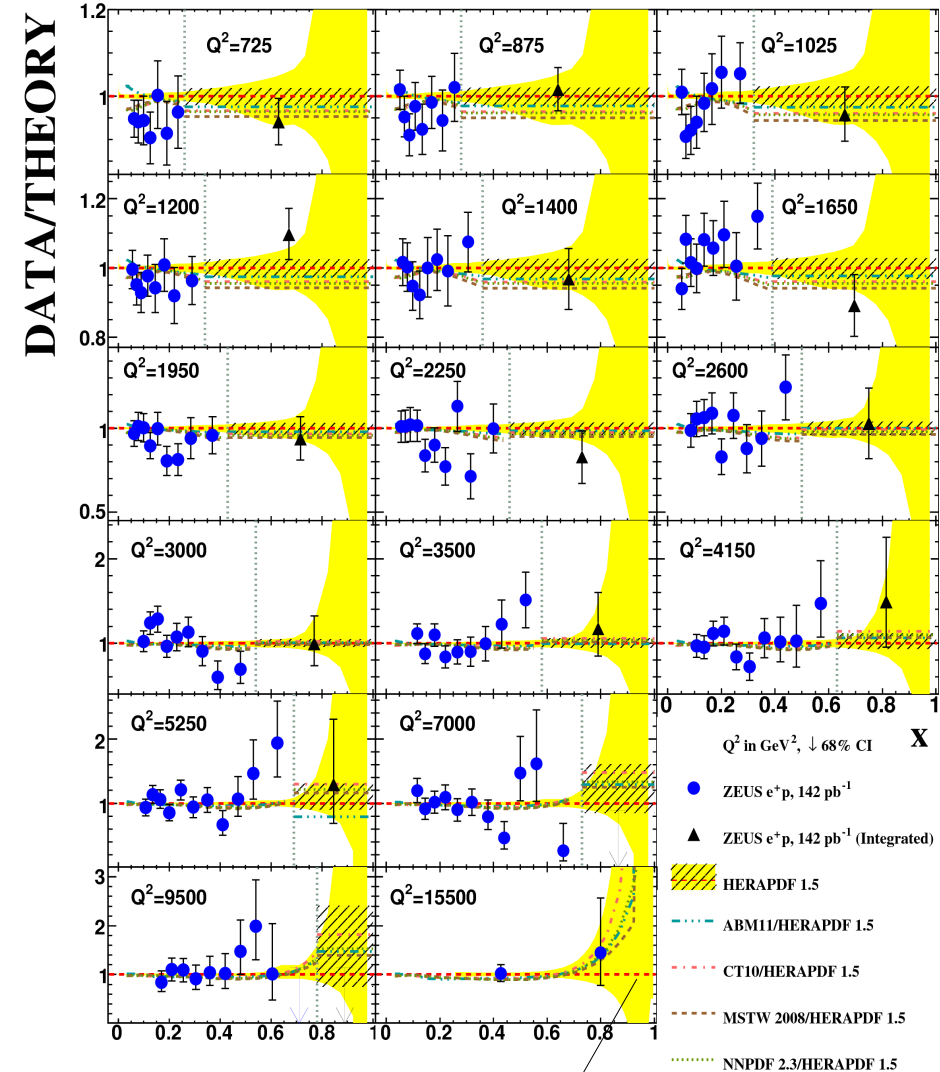 DATA/THEORY
1.2
Q²=725
Q²=875
Q²=1025
1
Q²=1200
Q²=1400
Q²=1650
1.2
1
0.8
Q²=1950
Q²=2250
Q²=2600
1
0.5
Q²=3000
Q²=3500
Q²=4150
2
1
0 0.2 0.4 0.6 0.8 1
x
Q²=5250
Q²=7000
2
1
Q² in GeV², ↓ 68% CI
ZEUS e⁺p, 142 pb⁻¹
ZEUS e⁺p, 142 pb⁻¹ (Integrated)
HERAPDF 1.5
ABM11/HERAPDF 1.5
CT10/HERAPDF 1.5
MSTW 2008/HERAPDF 1.5
NNPDF 2.3/HERAPDF 1.5
Q²=9500
Q²=15500
3
2
1
0 0.2 0.4 0.6 0.8 0 0.2 0.4 0.6 0.8 1